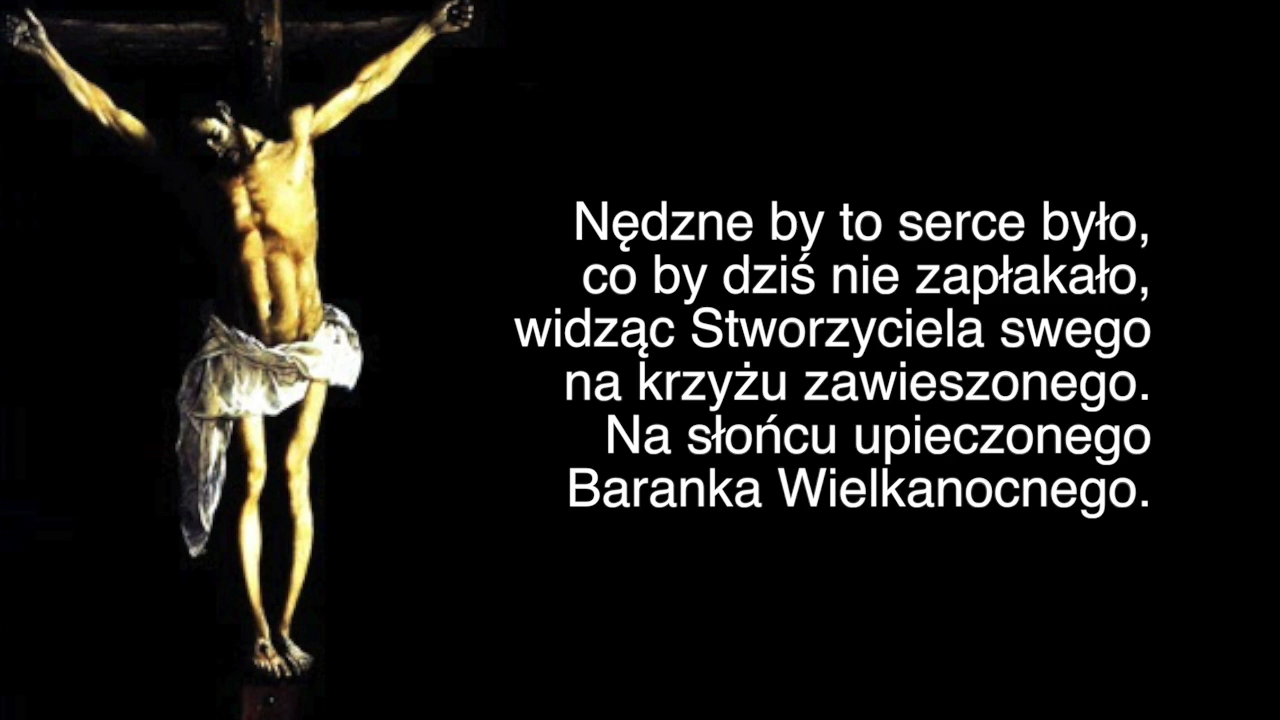 Nędzne by to serce było,
co by dziś nie zapłakało,
widząc Stworzyciela swego
na krzyżu zawieszonego.
Na słońcu upieczonego
Baranka Wielkanocnego.